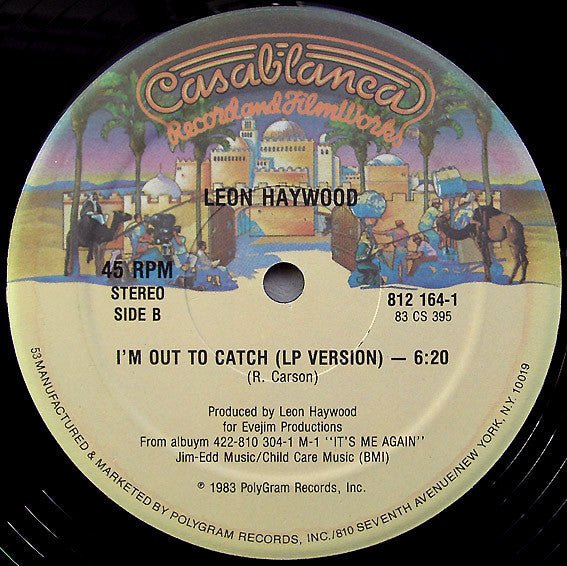 Casablanca
Record and FilmWorks
LEON HAYWOOD
45 RPM
STEREO
SIDE B
812 164-1
83 CS 395
I'M OUT TO CATCH (LP VERSION) — 6:20
(R. Carson)
Produced by Leon Haywood
for Evejim Productions
From albuym 422-810 304-1 M-1 "IT'S ME AGAIN"
Jim-Edd Music/Child Care Music (BMI)
℗ 1983 PolyGram Records, Inc.
53 MANUFACTURED & MARKETED BY POLYGRAM RECORDS, INC./810 SEVENTH AVENUE/NEW YORK, N.Y. 10019